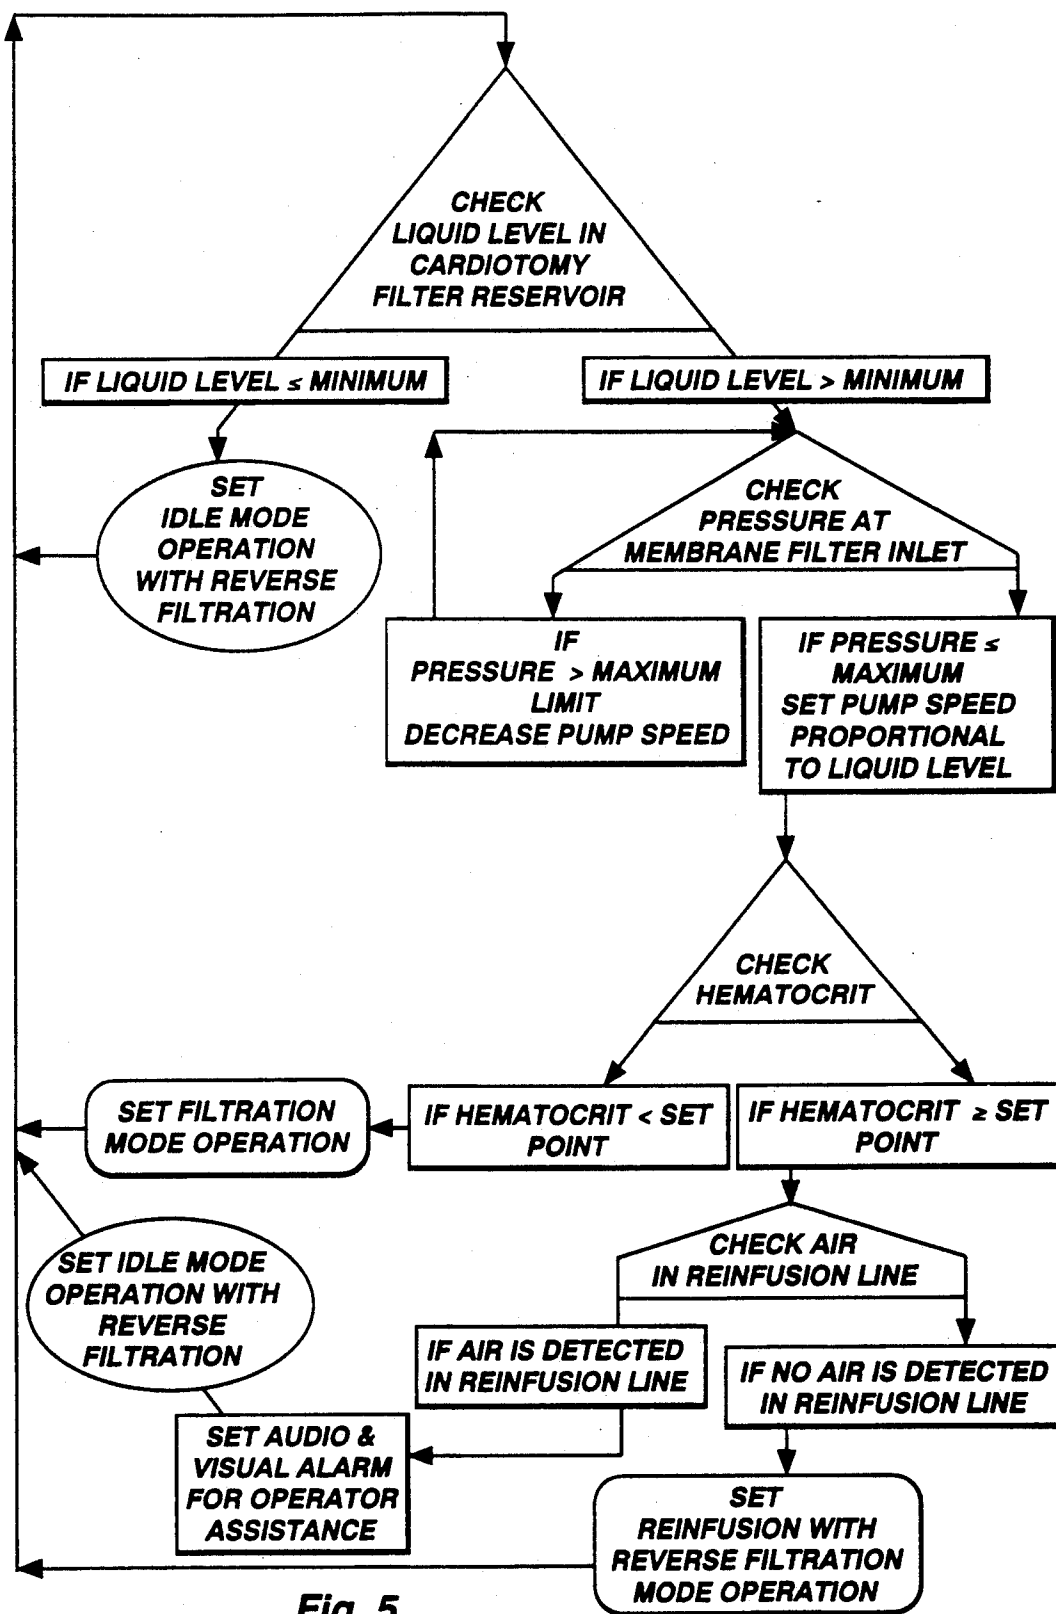 CHECK
LIQUID LEVEL IN
CARDIOTOMY
FILTER RESERVOIR
IF LIQUID LEVEL ≤ MINIMUM
IF LIQUID LEVEL > MINIMUM
SET
IDLE MODE
OPERATION
WITH REVERSE
FILTRATION
CHECK
PRESSURE AT
MEMBRANE FILTER INLET
IF
PRESSURE > MAXIMUM
LIMIT
DECREASE PUMP SPEED
IF PRESSURE ≤
MAXIMUM
SET PUMP SPEED
PROPORTIONAL
TO LIQUID LEVEL
CHECK
HEMATOCRIT
SET FILTRATION
MODE OPERATION
IF HEMATOCRIT < SET
POINT
IF HEMATOCRIT ≥ SET
POINT
CHECK AIR
IN REINFUSION LINE
SET IDLE MODE
OPERATION WITH
REVERSE
FILTRATION
IF AIR IS DETECTED
IN REINFUSION LINE
IF NO AIR IS DETECTED
IN REINFUSION LINE
SET AUDIO &
VISUAL ALARM
FOR OPERATOR
ASSISTANCE
SET
REINFUSION WITH
REVERSE FILTRATION
MODE OPERATION
Fig. 5